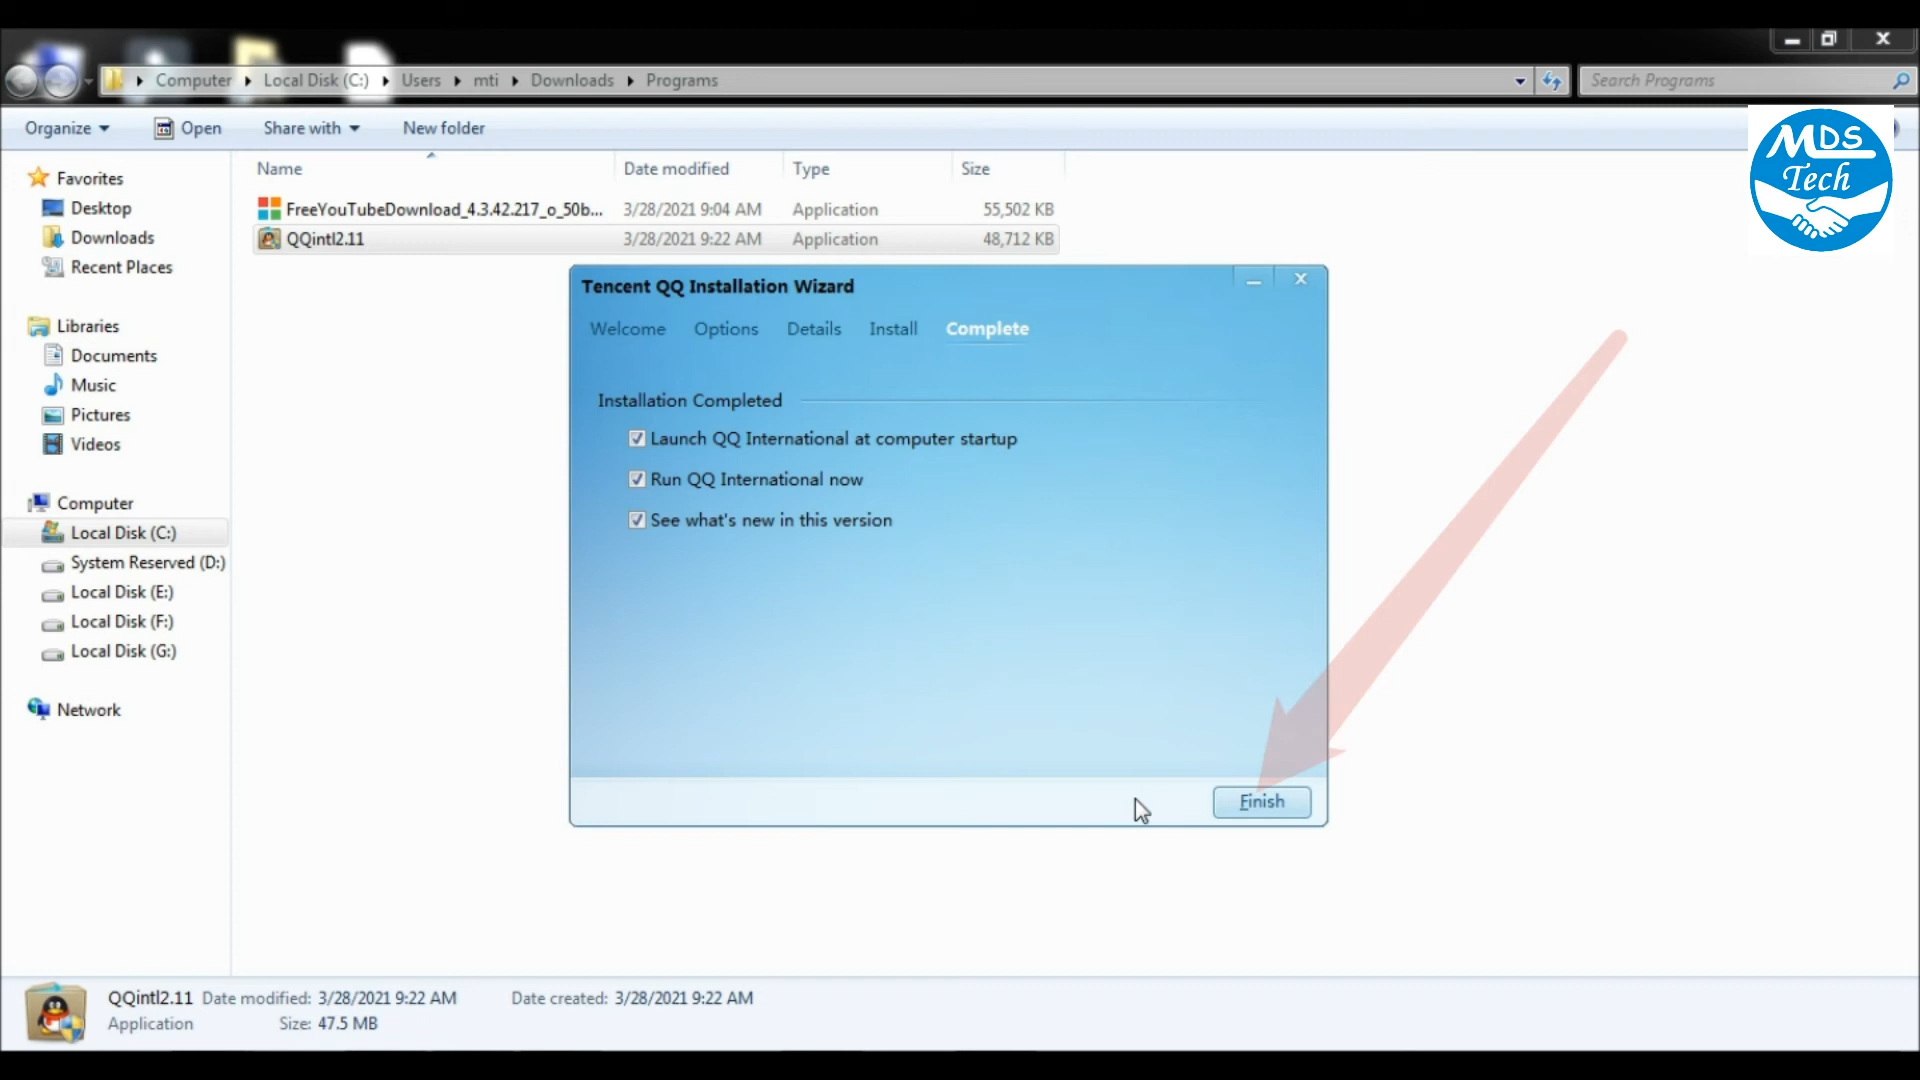 Computer Local Disk (C:) Users mti Downloads Programs
Search Programs
Organize Open Share with New folder
MDS
Tech
Name Date modified Type Size
FreeYouTubeDownload_4.3.42.217_o_50b... 3/28/2021 9:04 AM Application 55,502 KB
QQintl2.11 3/28/2021 9:22 AM Application 48,712 KB
Favorites
Desktop
Downloads
Recent Places
Libraries
Documents
Music
Pictures
Videos
Computer
Local Disk (C:)
System Reserved (D:)
Local Disk (E:)
Local Disk (F:)
Local Disk (G:)
Network
Tencent QQ Installation Wizard
Welcome Options Details Install Complete
Installation Completed
Launch QQ International at computer startup
Run QQ International now
See what's new in this version
Finish
QQintl2.11 Date modified: 3/28/2021 9:22 AM Date created: 3/28/2021 9:22 AM
Application Size: 47.5 MB